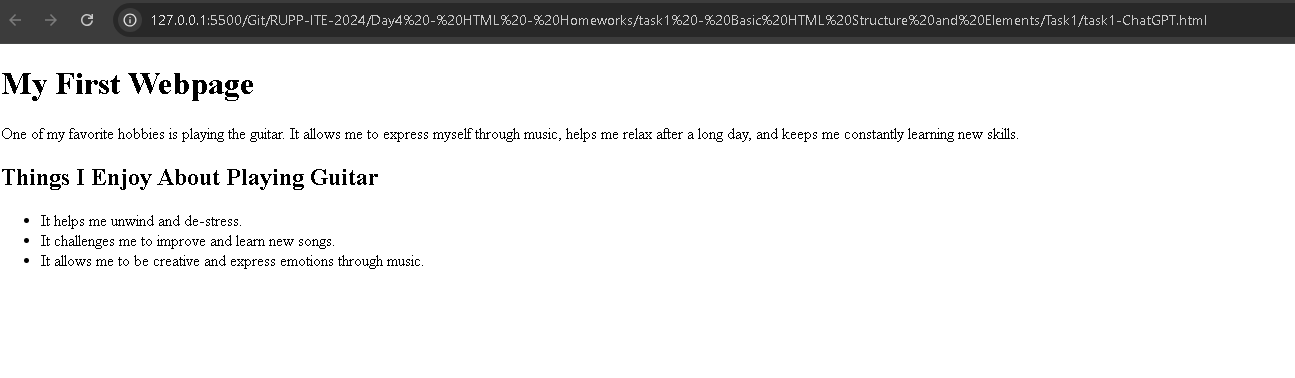 127.0.0.1:5500/Git/RUPP-ITE-2024/Day4%20-%20HTML%20-%20Homeworks/task1%20-%20Basic%20HTML%20Structure%20and%20Elements/Task1/task1-ChatGPT.html
My First Webpage
One of my favorite hobbies is playing the guitar. It allows me to express myself through music, helps me relax after a long day, and keeps me constantly learning new skills.
Things I Enjoy About Playing Guitar
It helps me unwind and de-stress.
It challenges me to improve and learn new songs.
It allows me to be creative and express emotions through music.